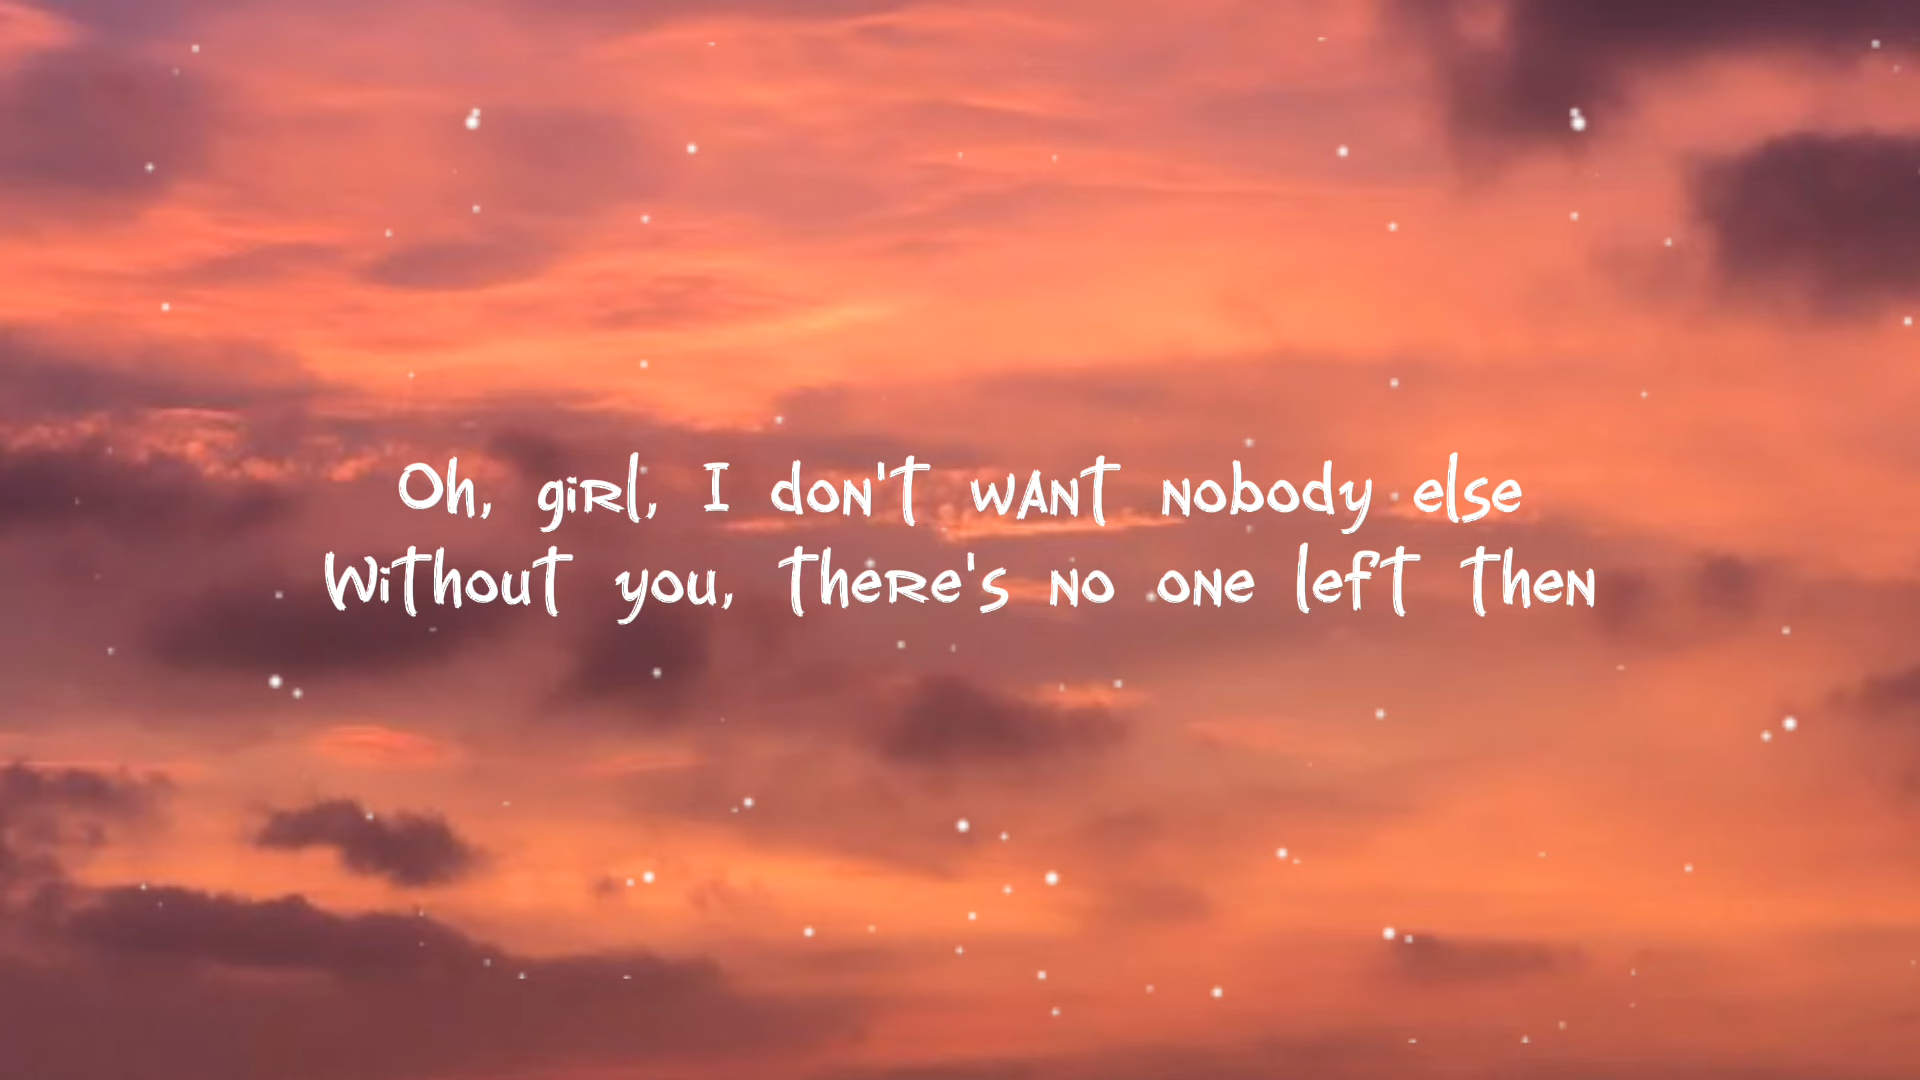 Oh, girl, I don't want nobody else
Without you, there's no one left then